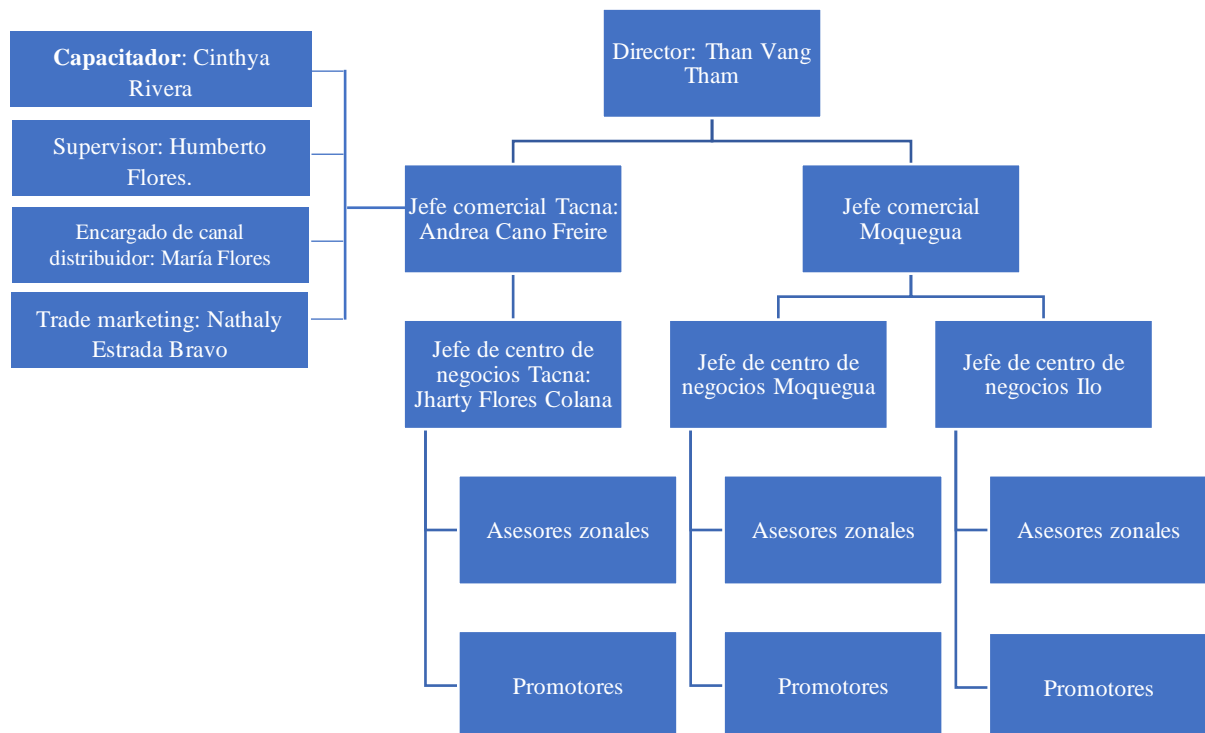 Capacitador: Cinthya
Rivera
Supervisor: Humberto
Flores.
Encargado de canal
distribuidor: María Flores
Trade marketing: Nathaly
Estrada Bravo
Director: Than Vang
Tham
Jefe comercial Tacna:
Andrea Cano Freire
Jefe comercial
Moquegua
Jefe de centro de
negocios Tacna:
Jharty Flores Colana
Jefe de centro de
negocios Moquegua
Jefe de centro de
negocios Ilo
Asesores zonales
Asesores zonales
Asesores zonales
Promotores
Promotores
Promotores